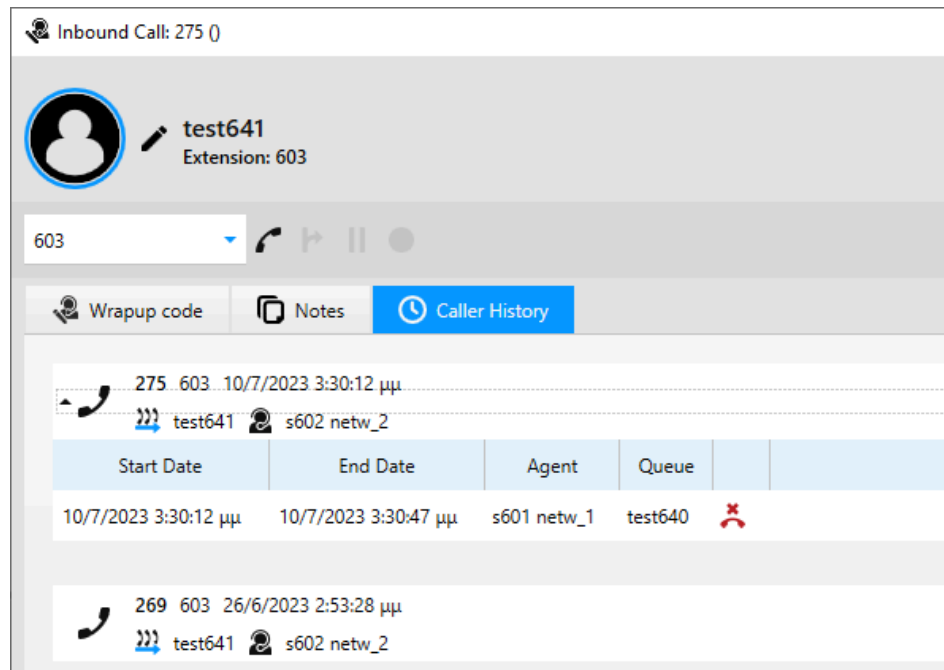 Inbound Call: 275 ()
test641
Extension: 603
603
Wrapup code Notes Caller History
275 603 10/7/2023 3:30:12 μμ
test641 s602 netw_2
Start Date End Date Agent Queue
10/7/2023 3:30:12 μμ 10/7/2023 3:30:47 μμ s601 netw_1 test640
269 603 26/6/2023 2:53:28 μμ
test641 s602 netw_2